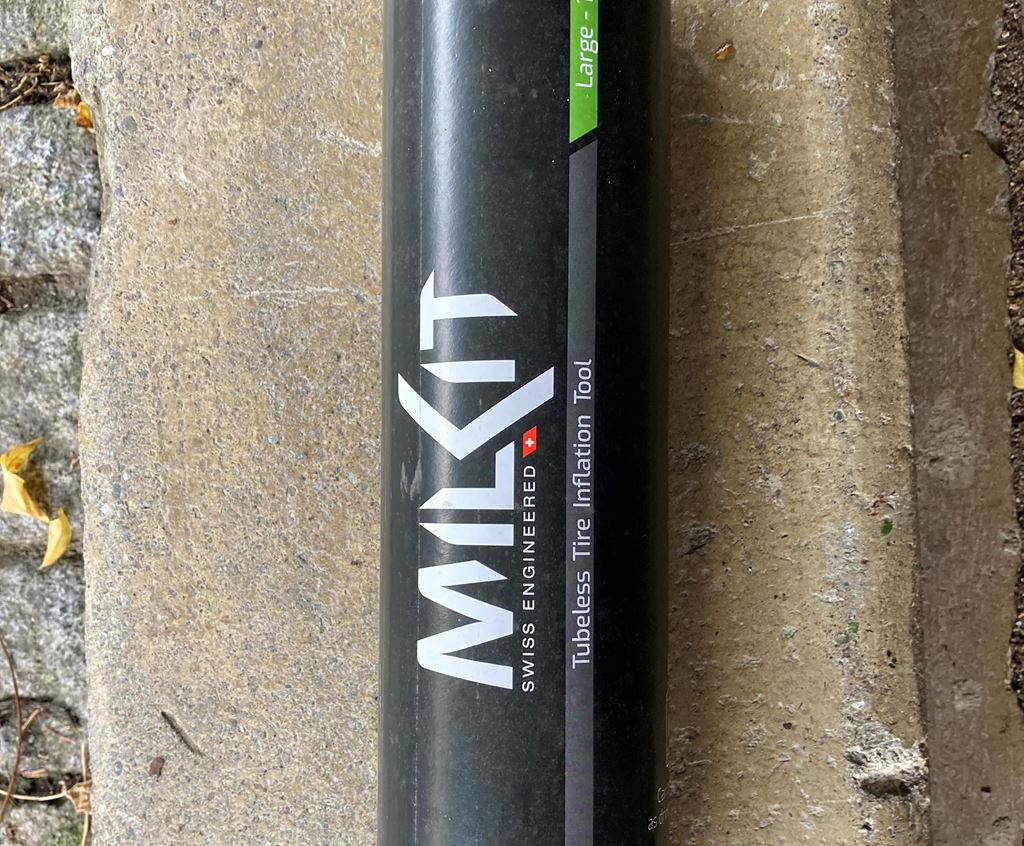 MILKIT
SWISS ENGINEERED
Tubeless Tire Inflation Tool
Large -